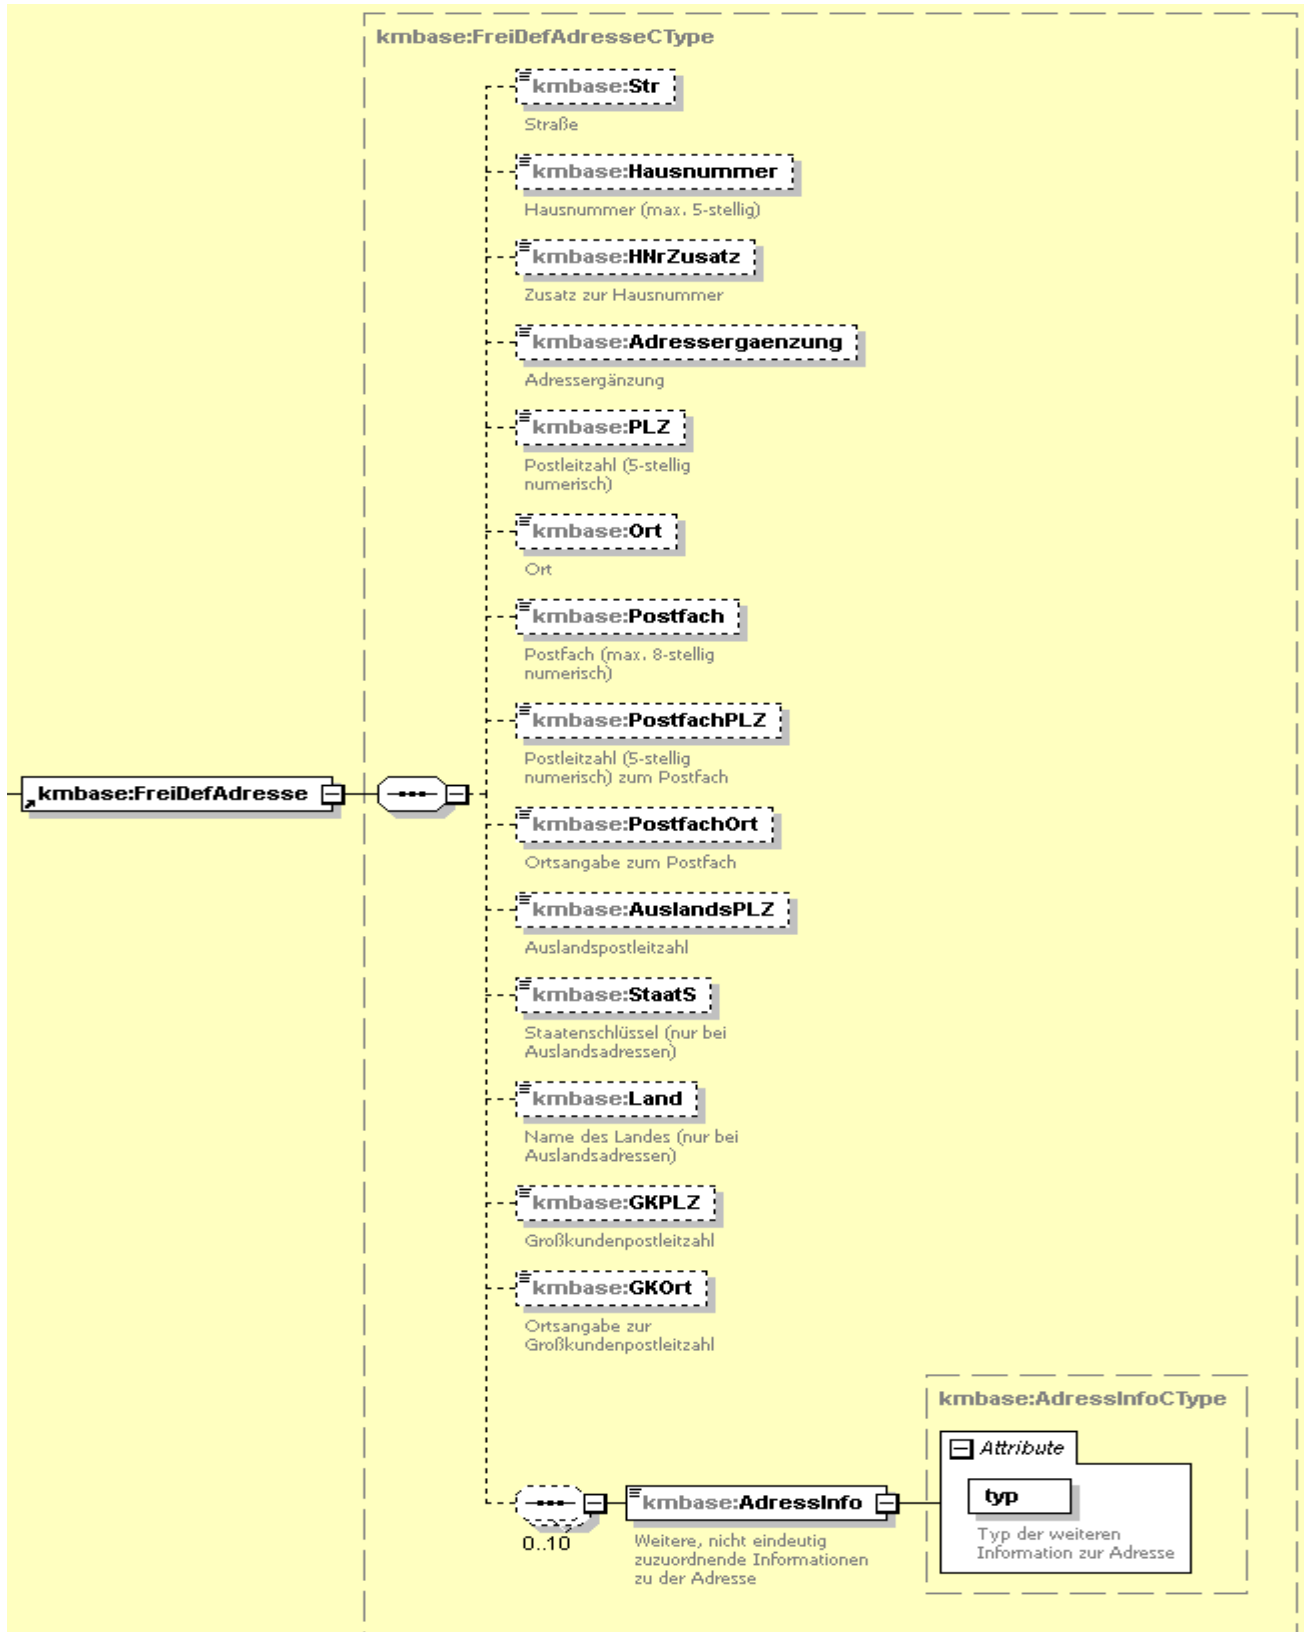 kmbase:FreiDefAdresseCType
kmbase:Str
Straße
kmbase:Hausnummer
Hausnummer (max. 5-stellig)
kmbase:HNrZusatz
Zusatz zur Hausnummer
kmbase:Adressergaenzung
Adressergänzung
kmbase:PLZ
Postleitzahl (5-stellig
numerisch)
kmbase:Ort
Ort
kmbase:Postfach
Postfach (max. 8-stellig
numerisch)
kmbase:PostfachPLZ
Postleitzahl (5-stellig
numerisch) zum Postfach
kmbase:FreiDefAdresse
kmbase:PostfachOrt
Ortsangabe zum Postfach
kmbase:AuslandsPLZ
Auslandspostleitzahl
kmbase:StaatS
Staatenschlüssel (nur bei
Auslandsadressen)
kmbase:Land
Name des Landes (nur bei
Auslandsadressen)
kmbase:GKPLZ
Großkundenpostleitzahl
kmbase:GKOrt
Ortsangabe zur
Großkundenpostleitzahl
kmbase:AdressInfoCType
Attribute
kmbase:AdressInfo
0..10
Weitere, nicht eindeutig
zuzuordnende Informationen
zu der Adresse
typ
Typ der weiteren
Information zur Adresse